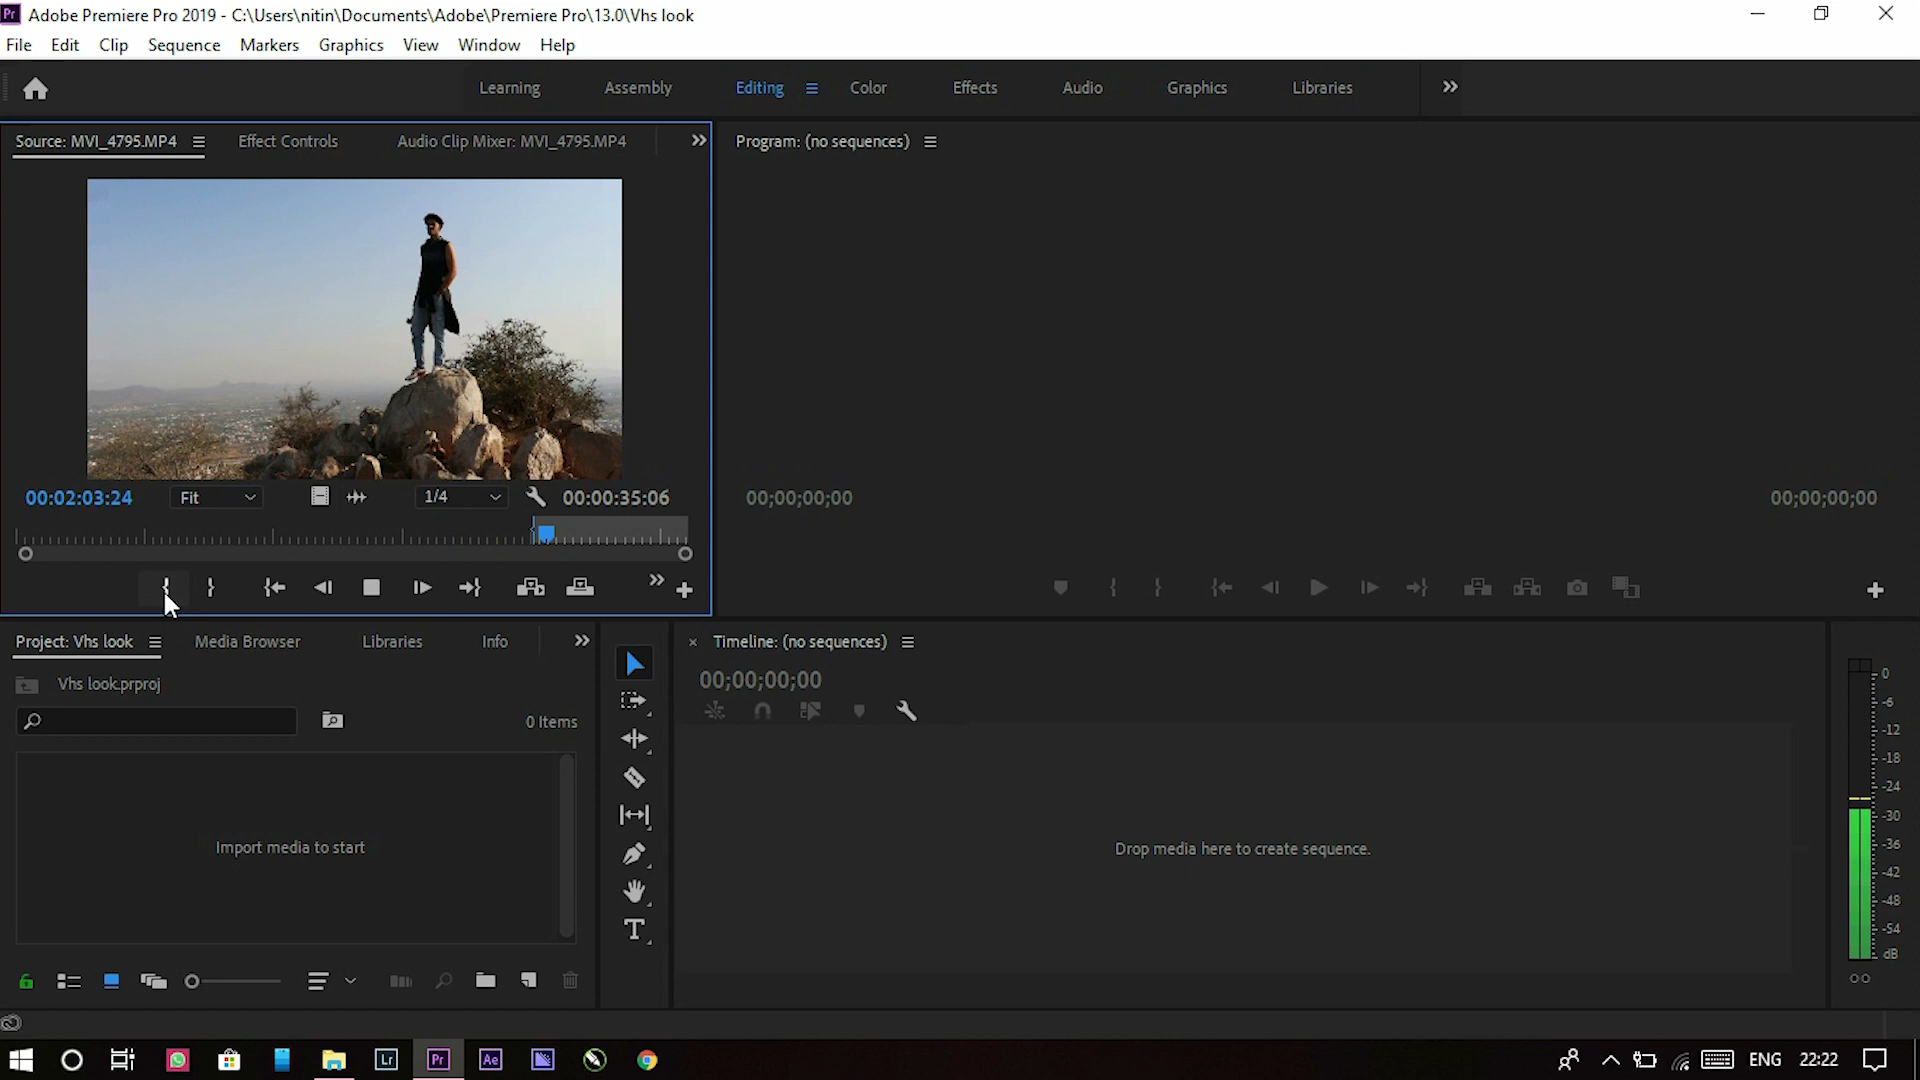 Pr Adobe Premiere Pro 2019 - C:\Users\nitin\Documents\Adobe\Premiere Pro\13.0\Vhs look
File Edit Clip Sequence Markers Graphics View Window Help
Learning Assembly Editing Color Effects Audio Graphics Libraries
Source: MVI_4795.MP4 Effect Controls Audio Clip Mixer: MVI_4795.MP4
Program: (no sequences)
00:02:03:24 Fit 1/4 00:00:35:06
00;00;00;00 00;00;00;00
Project: Vhs look Media Browser Libraries Info
Vhs look.prproj
0 Items
Import media to start
Timeline: (no sequences)
00;00;00;00
Drop media here to create sequence.
T
0
-6
-12
-18
-24
-30
-36
-42
-48
-54
dB
Lr Pr Ae
ENG 22:22